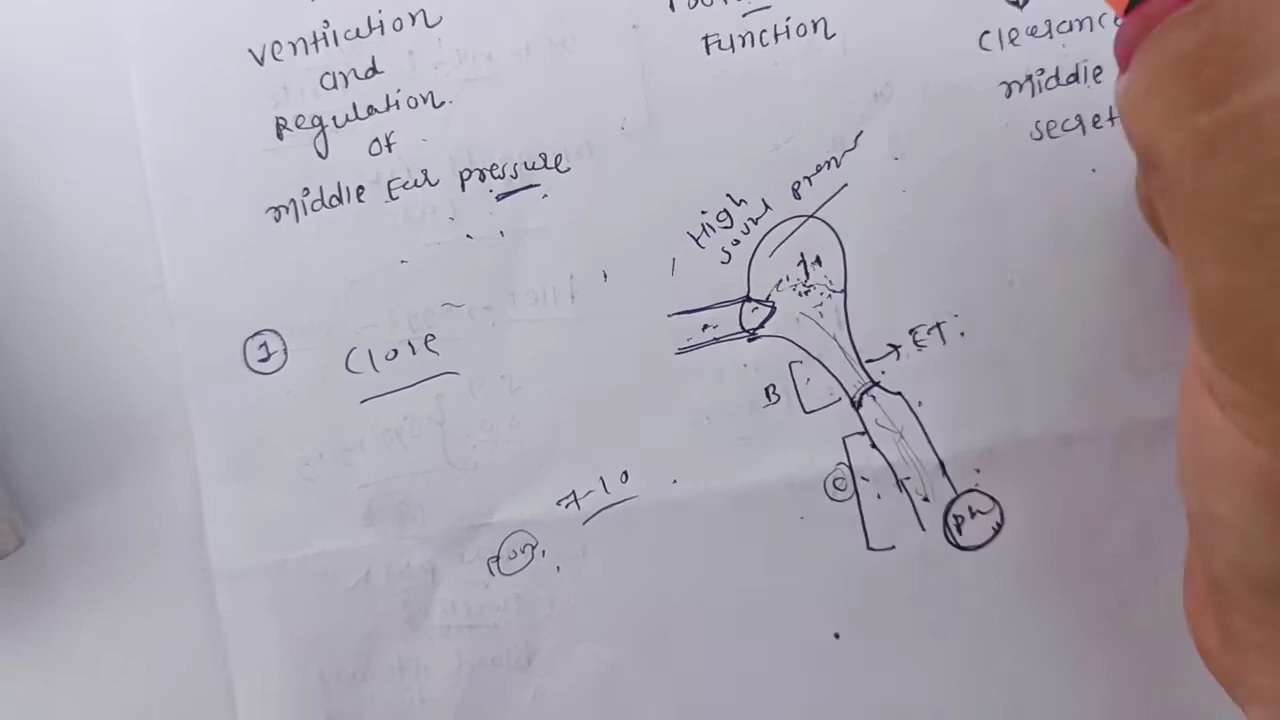 ventilation
and
Regulation
of
middle Ear pressure
Function
clearance
middle
secret
High
sound
1 Close
ET:
B
C
7-10
ph